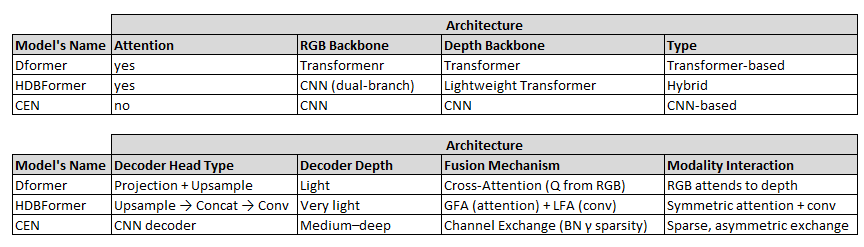 Architecture
Model's Name Attention RGB Backbone Depth Backbone Type
Dformer yes Transformenr Transformer Transformer-based
HDBFormer yes CNN (dual-branch) Lightweight Transformer Hybrid
CEN no CNN CNN CNN-based
Architecture
Model's Name Decoder Head Type Decoder Depth Fusion Mechanism Modality Interaction
Dformer Projection + Upsample Light Cross-Attention (Q from RGB) RGB attends to depth
HDBFormer Upsample → Concat → Conv Very light GFA (attention) + LFA (conv) Symmetric attention + conv
CEN CNN decoder Medium–deep Channel Exchange (BN γ sparsity) Sparse, asymmetric exchange